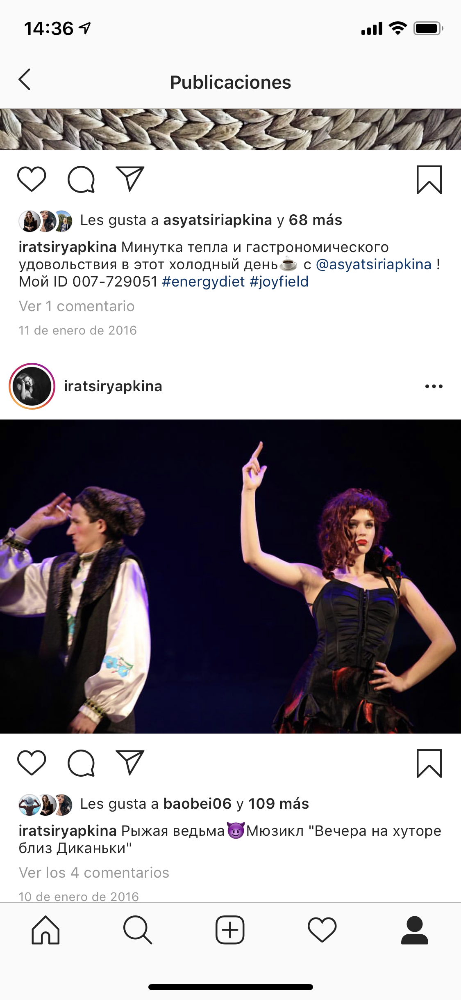 14:36
Publicaciones
Les gusta a asyatsiriapkina y 68 más
iratsiryapkina Минутка тепла и гастрономического
удовольствия в этот холодный день☕ с @asyatsiriapkina !
Мой ID 007-729051 #energydiet #joyfield
Ver 1 comentario
11 de enero de 2016
iratsiryapkina
Les gusta a baobei06 y 109 más
iratsiryapkina Рыжая ведьма😈Мюзикл "Вечера на хуторе
близ Диканьки"
Ver los 4 comentarios
10 de enero de 2016